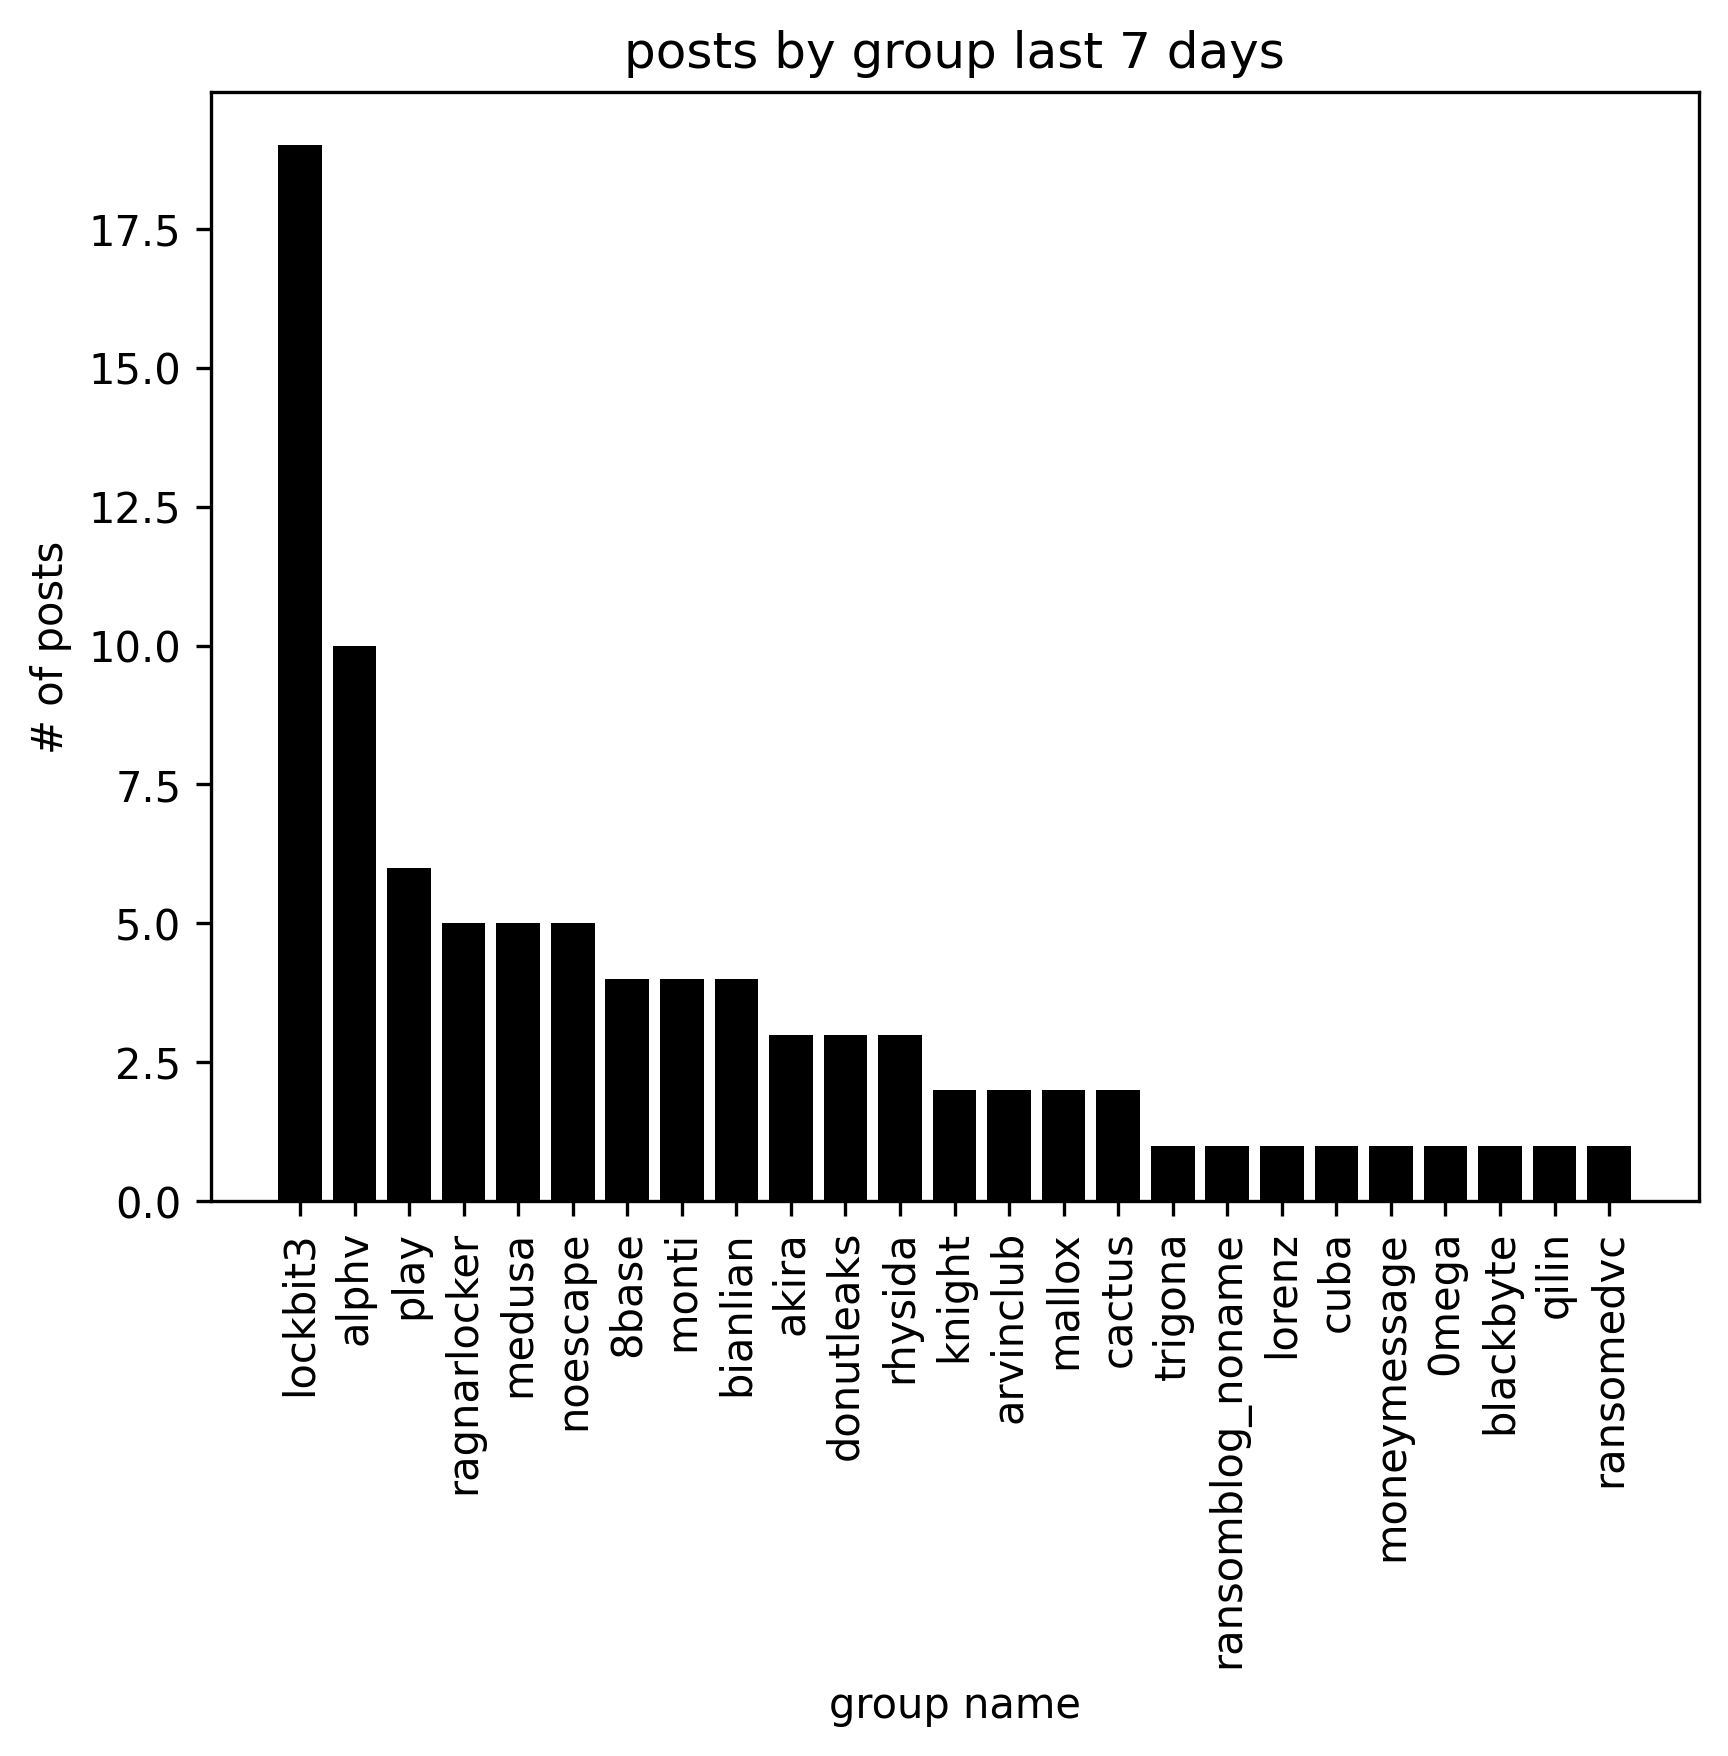 posts by group last 7 days
# of posts
17.5
15.0
12.5
10.0
7.5
5.0
2.5
0.0
lockbit3
alphv
play
ragnarlocker
medusa
noescape
8base
monti
bianlian
akira
donutleaks
rhysida
knight
arvinclub
mallox
cactus
trigona
ransomblog_noname
lorenz
cuba
moneymessage
0mega
blackbyte
qilin
ransomedvc
group name